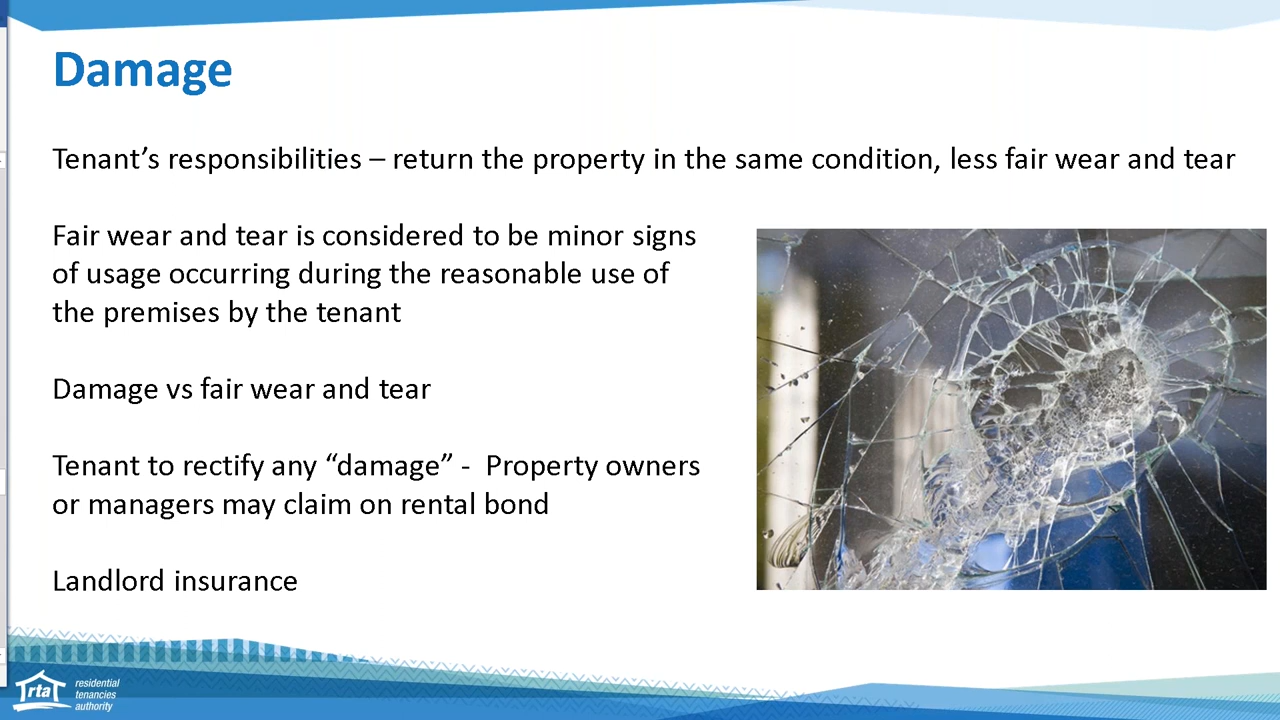 Damage
Tenant’s responsibilities – return the property in the same condition, less fair wear and tear
Fair wear and tear is considered to be minor signs
of usage occurring during the reasonable use of
the premises by the tenant
Damage vs fair wear and tear
Tenant to rectify any “damage” -  Property owners
or managers may claim on rental bond
Landlord insurance
rta
residential
tenancies
authority